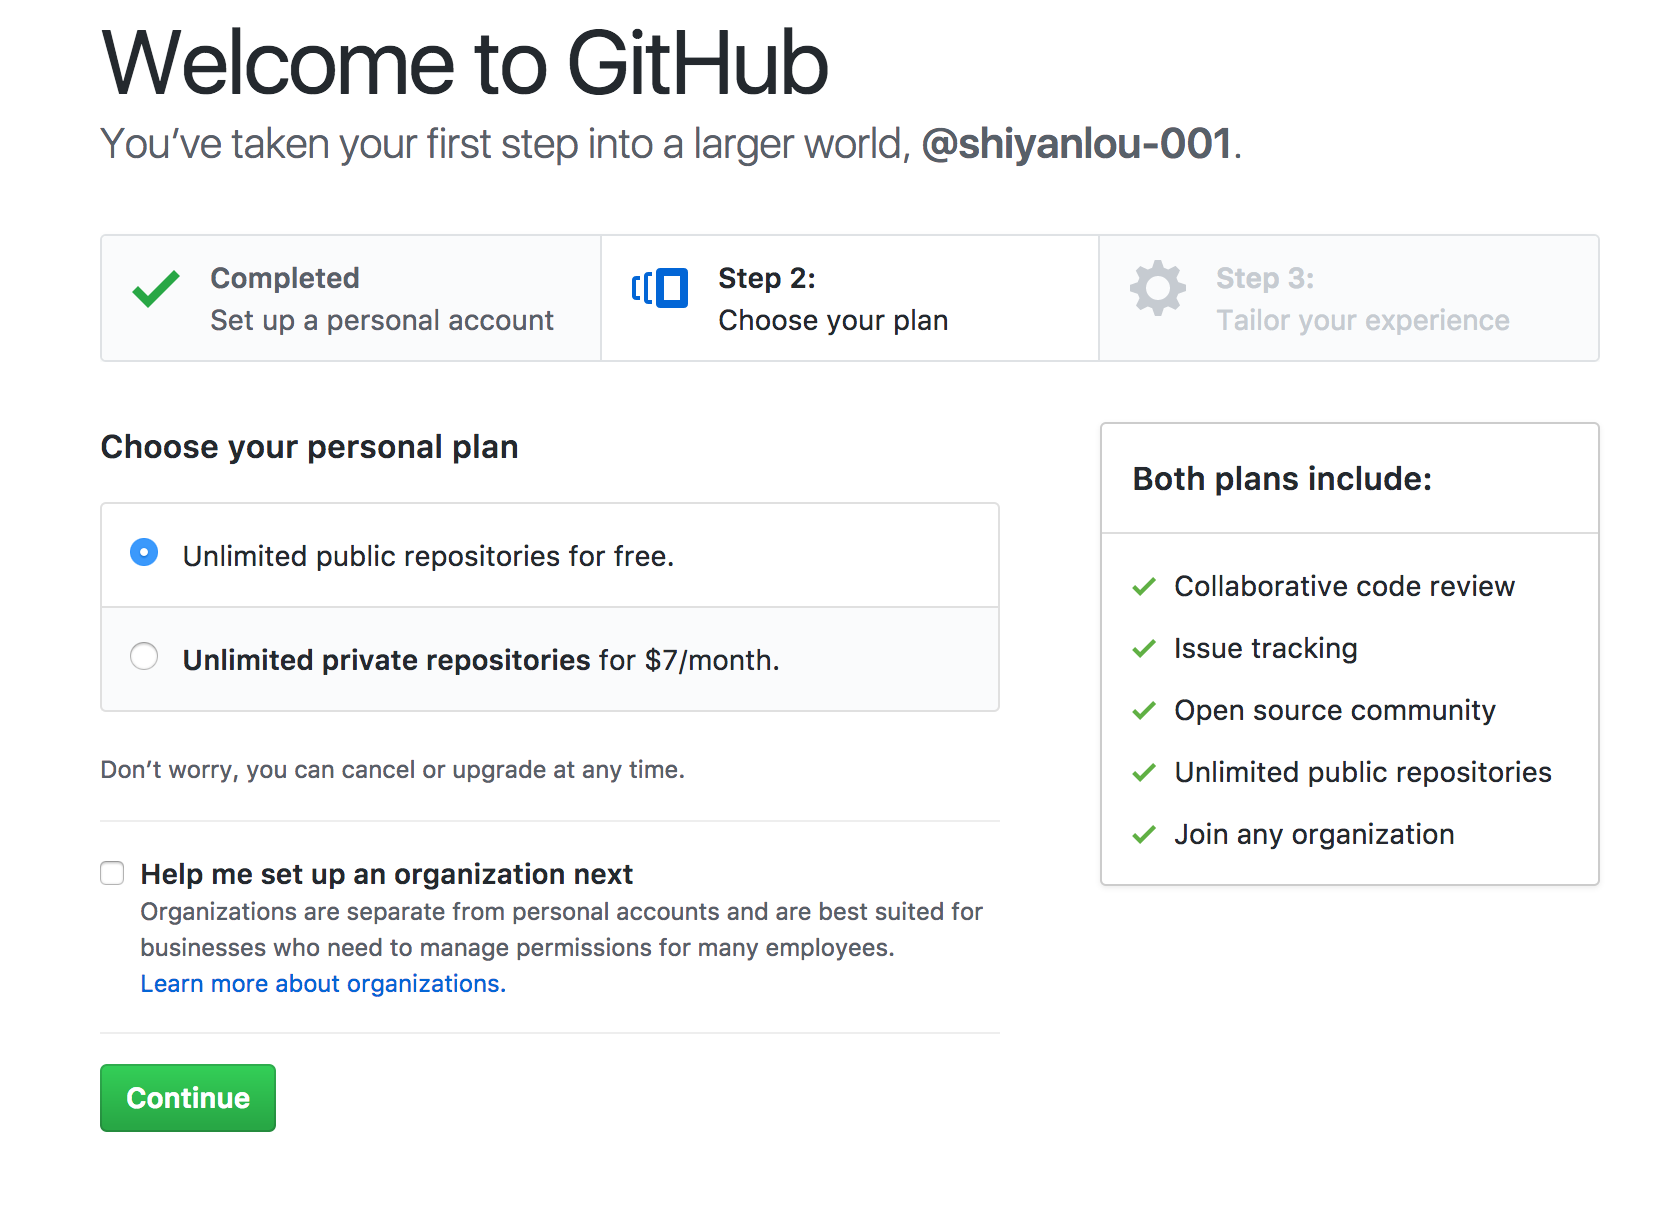 Welcome to GitHub
You’ve taken your first step into a larger world, @shiyanlou-001.
Completed
Set up a personal account
Step 2:
Choose your plan
Step 3:
Tailor your experience
Choose your personal plan
Unlimited public repositories for free.
Unlimited private repositories for $7/month.
Don’t worry, you can cancel or upgrade at any time.
Help me set up an organization next
Organizations are separate from personal accounts and are best suited for
businesses who need to manage permissions for many employees.
Learn more about organizations.
Continue
Both plans include:
Collaborative code review
Issue tracking
Open source community
Unlimited public repositories
Join any organization